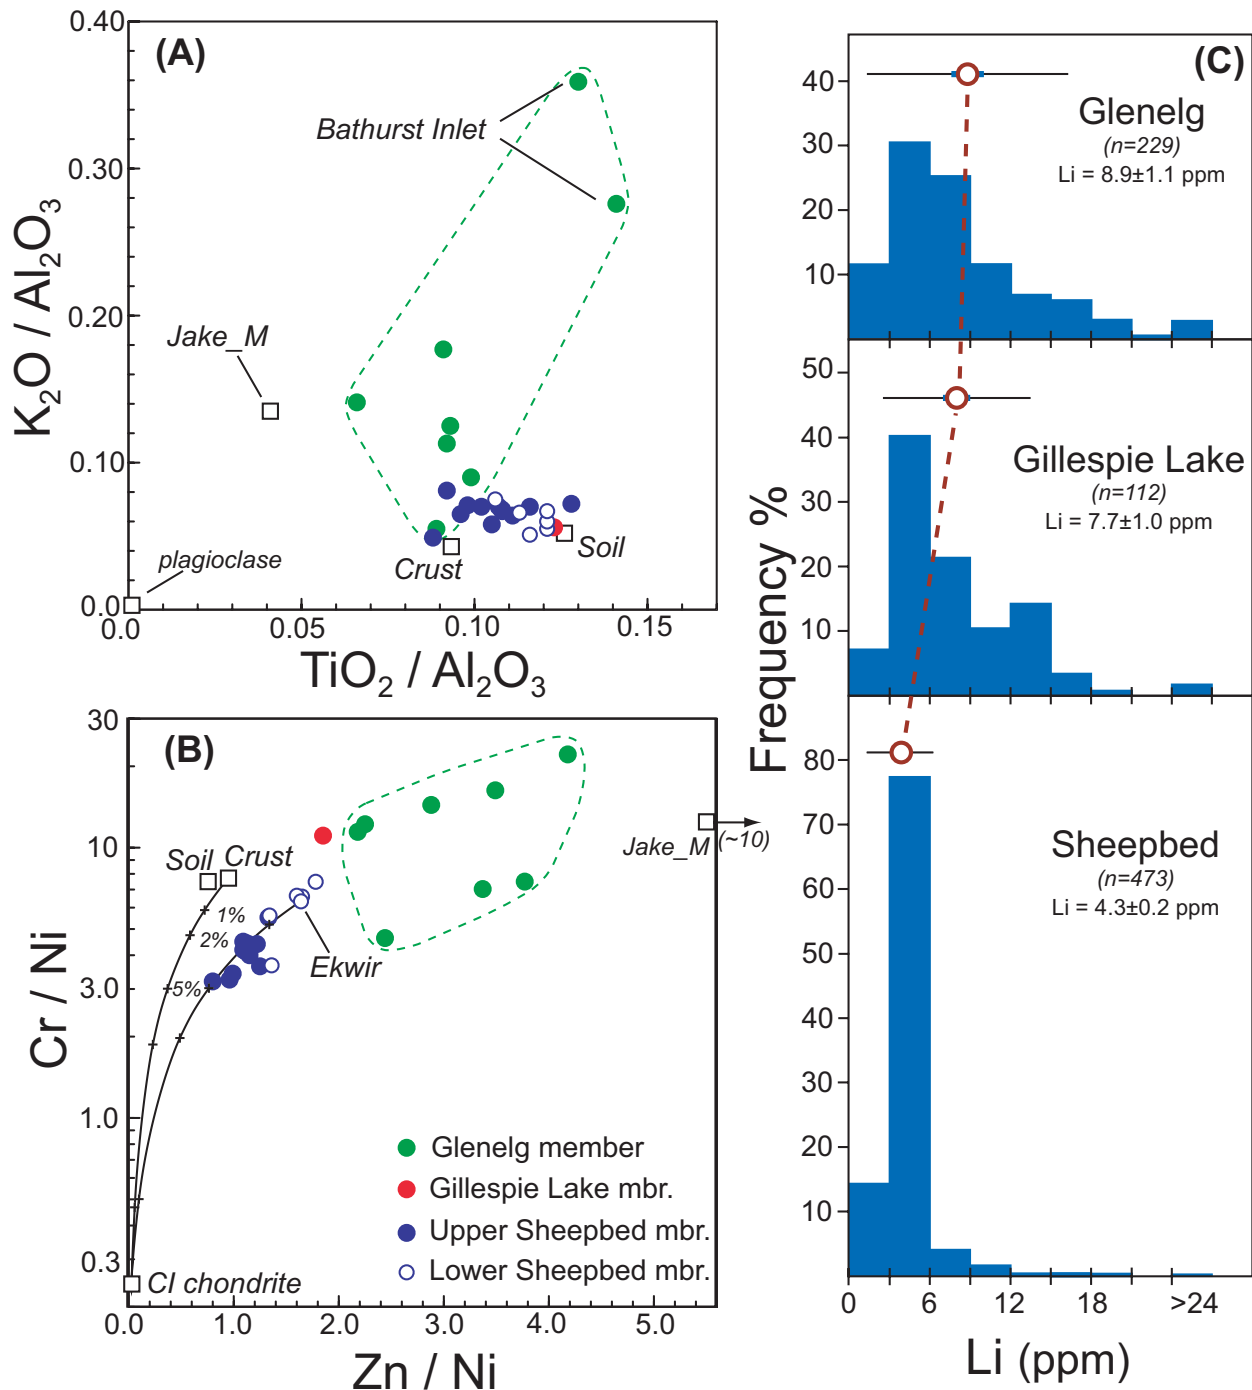 (A)
0.40
0.30
0.20
0.10
0.0
K₂O / Al₂O₃
Bathurst Inlet
Jake_M
plagioclase
Crust
Soil
0.0
0.05
0.10
0.15
TiO₂ / Al₂O₃
(B)
30
10
3.0
1.0
0.3
Cr / Ni
Soil
Crust
1%
2%
5%
Ekwir
Jake_M
(~10)
CI chondrite
Glenelg member
Gillespie Lake mbr.
Upper Sheepbed mbr.
Lower Sheepbed mbr.
0.0
1.0
2.0
3.0
4.0
5.0
Zn / Ni
(C)
40
30
20
10
Glenelg
(n=229)
Li = 8.9±1.1 ppm
50
40
30
20
10
Gillespie Lake
(n=112)
Li = 7.7±1.0 ppm
Frequency %
80
70
60
50
40
30
20
10
Sheepbed
(n=473)
Li = 4.3±0.2 ppm
0
6
12
18
>24
Li (ppm)